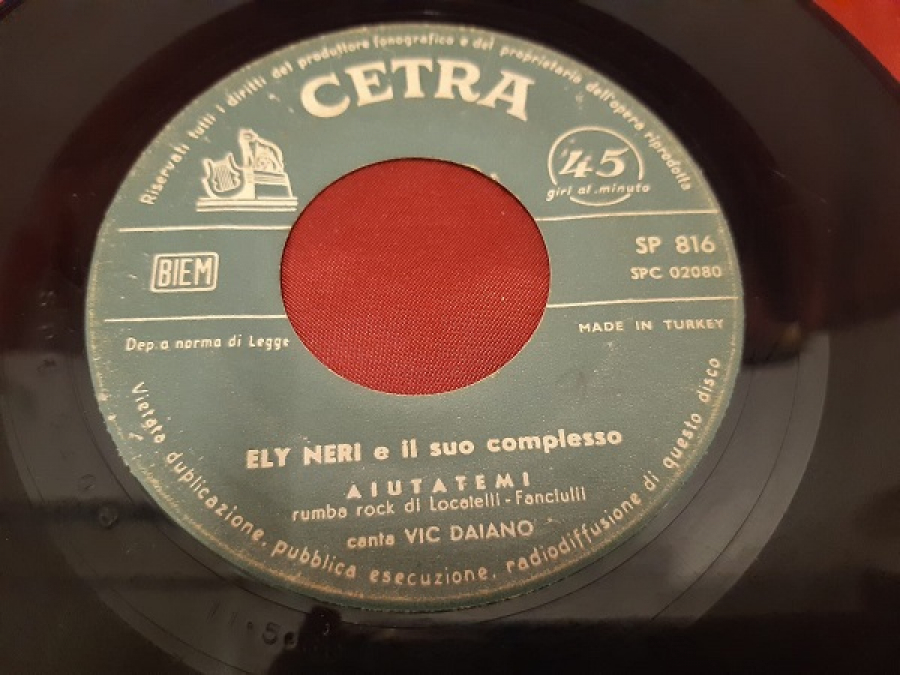 Riservati tutti i diritti del produttore fonografico e del proprietario dell'opera riprodotta
CETRA
45
giri al minuto
BIEM
SP 816
SPC 02080
Dep. a norma di Legge
MADE IN TURKEY
ELY NERI e il suo complesso
AIUTATEMI
rumba rock di Locatelli-Fanciulli
canta VIC DAIANO
Vietata duplicazione, pubblica esecuzione, radiodiffusione di questo disco